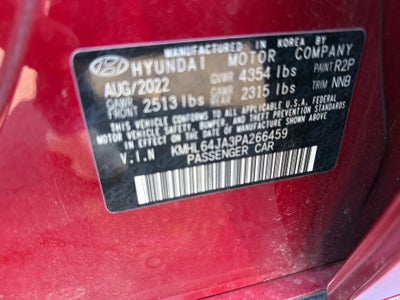 MANUFACTURED IN KOREA BY
HYUNDAI MOTOR COMPANY
AUG/2022 GVWR 4354 lbs PAINT R2P
GAWR FRONT 2513 lbs GAWR REAR 2315 lbs TRIM NNB
THIS VEHICLE CONFORMS TO ALL APPLICABLE U.S.A. FEDERAL
MOTOR VEHICLE SAFETY, BUMPER, AND THEFT PREVENTION STANDARDS
IN EFFECT ON THE DATE OF MANUFACTURE SHOWN ABOVE.
V.I.N KMHL64JA3PA266459
PASSENGER CAR